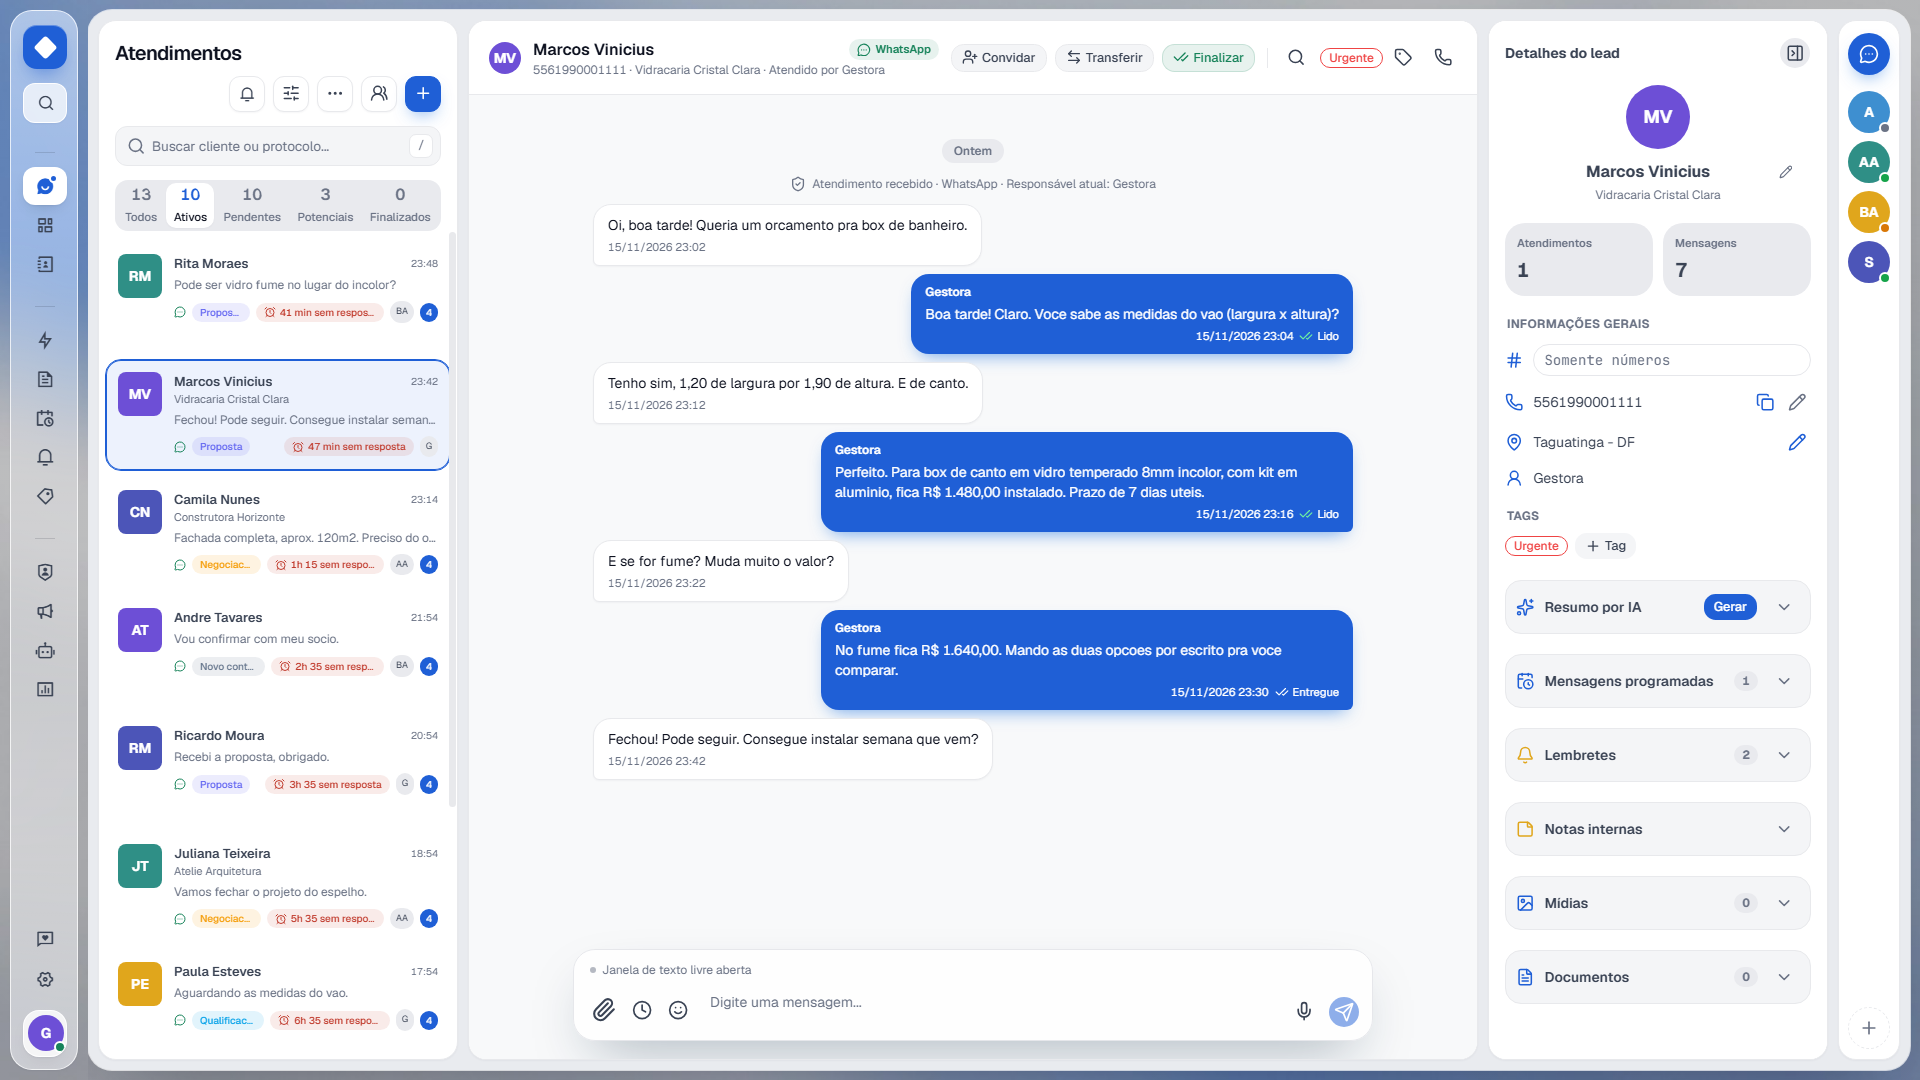 Atendimentos
Buscar cliente ou protocolo...
/
13
Todos
10
Ativos
10
Pendentes
3
Potenciais
0
Finalizados
RM
Rita Moraes
23:48
Pode ser vidro fume no lugar do incolor?
Propos...
41 min sem respos...
BA
4
MV
Marcos Vinicius
23:42
Vidracaria Cristal Clara
Fechou! Pode seguir. Consegue instalar seman...
Proposta
47 min sem resposta
G
CN
Camila Nunes
23:14
Construtora Horizonte
Fachada completa, aprox. 120m2. Preciso do o...
Negociac...
1h 15 sem respo...
AA
4
AT
Andre Tavares
21:54
Vou confirmar com meu socio.
Novo cont...
2h 35 sem resp...
BA
4
RM
Ricardo Moura
20:54
Recebi a proposta, obrigado.
Proposta
3h 35 sem resposta
G
4
JT
Juliana Teixeira
18:54
Atelie Arquitetura
Vamos fechar o projeto do espelho.
Negociac...
5h 35 sem respo...
AA
4
PE
Paula Esteves
17:54
Aguardando as medidas do vao.
Qualificac...
6h 35 sem respo...
G
4
G
MV
Marcos Vinicius
WhatsApp
5561990001111 · Vidracaria Cristal Clara · Atendido por Gestora
Convidar
Transferir
Finalizar
Urgente
Ontem
Atendimento recebido · WhatsApp · Responsável atual: Gestora
Oi, boa tarde! Queria um orcamento pra box de banheiro.
15/11/2026 23:02
Gestora
Boa tarde! Claro. Voce sabe as medidas do vao (largura x altura)?
15/11/2026 23:04 Lido
Tenho sim, 1,20 de largura por 1,90 de altura. E de canto.
15/11/2026 23:12
Gestora
Perfeito. Para box de canto em vidro temperado 8mm incolor, com kit em
aluminio, fica R$ 1.480,00 instalado. Prazo de 7 dias uteis.
15/11/2026 23:16 Lido
E se for fume? Muda muito o valor?
15/11/2026 23:22
Gestora
No fume fica R$ 1.640,00. Mando as duas opcoes por escrito pra voce
comparar.
15/11/2026 23:30 Entregue
Fechou! Pode seguir. Consegue instalar semana que vem?
15/11/2026 23:42
Janela de texto livre aberta
Digite uma mensagem...
Detalhes do lead
MV
Marcos Vinicius
Vidracaria Cristal Clara
Atendimentos
1
Mensagens
7
INFORMAÇÕES GERAIS
Somente números
5561990001111
Taguatinga - DF
Gestora
TAGS
Urgente
+ Tag
Resumo por IA
Gerar
Mensagens programadas
1
Lembretes
2
Notas internas
Mídias
0
Documentos
0
A
AA
BA
S